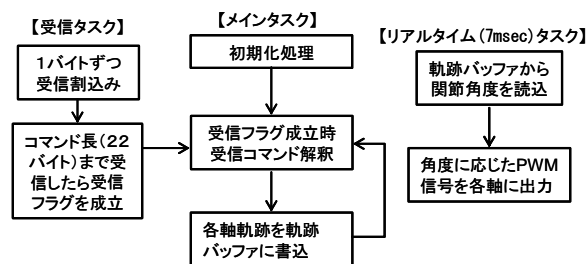 【受信タスク】
1バイトずつ
受信割込み
コマンド長(22
バイト)まで受
信したら受信
フラグを成立
【メインタスク】
初期化処理
受信フラグ成立時
受信コマンド解釈
各軸軌跡を軌跡
バッファに書込
【リアルタイム(7msec)タスク】
軌跡バッファから
関節角度を読込
角度に応じたPWM
信号を各軸に出力